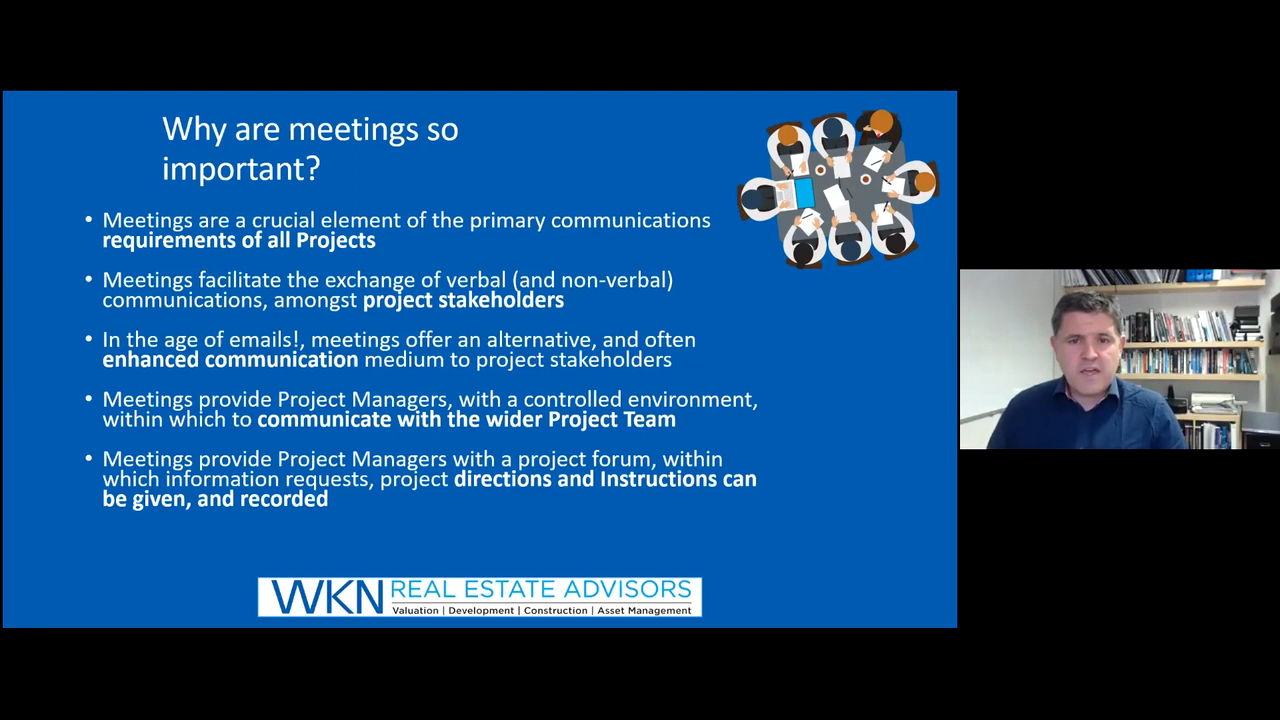 Why are meetings so
important?
• Meetings are a crucial element of the primary communications
requirements of all Projects
• Meetings facilitate the exchange of verbal (and non-verbal)
communications, amongst project stakeholders
• In the age of emails!, meetings offer an alternative, and often
enhanced communication medium to project stakeholders
• Meetings provide Project Managers, with a controlled environment,
within which to communicate with the wider Project Team
• Meetings provide Project Managers with a project forum, within
which information requests, project directions and Instructions can
be given, and recorded
WKN REAL ESTATE ADVISORS
Valuation | Development | Construction | Asset Management